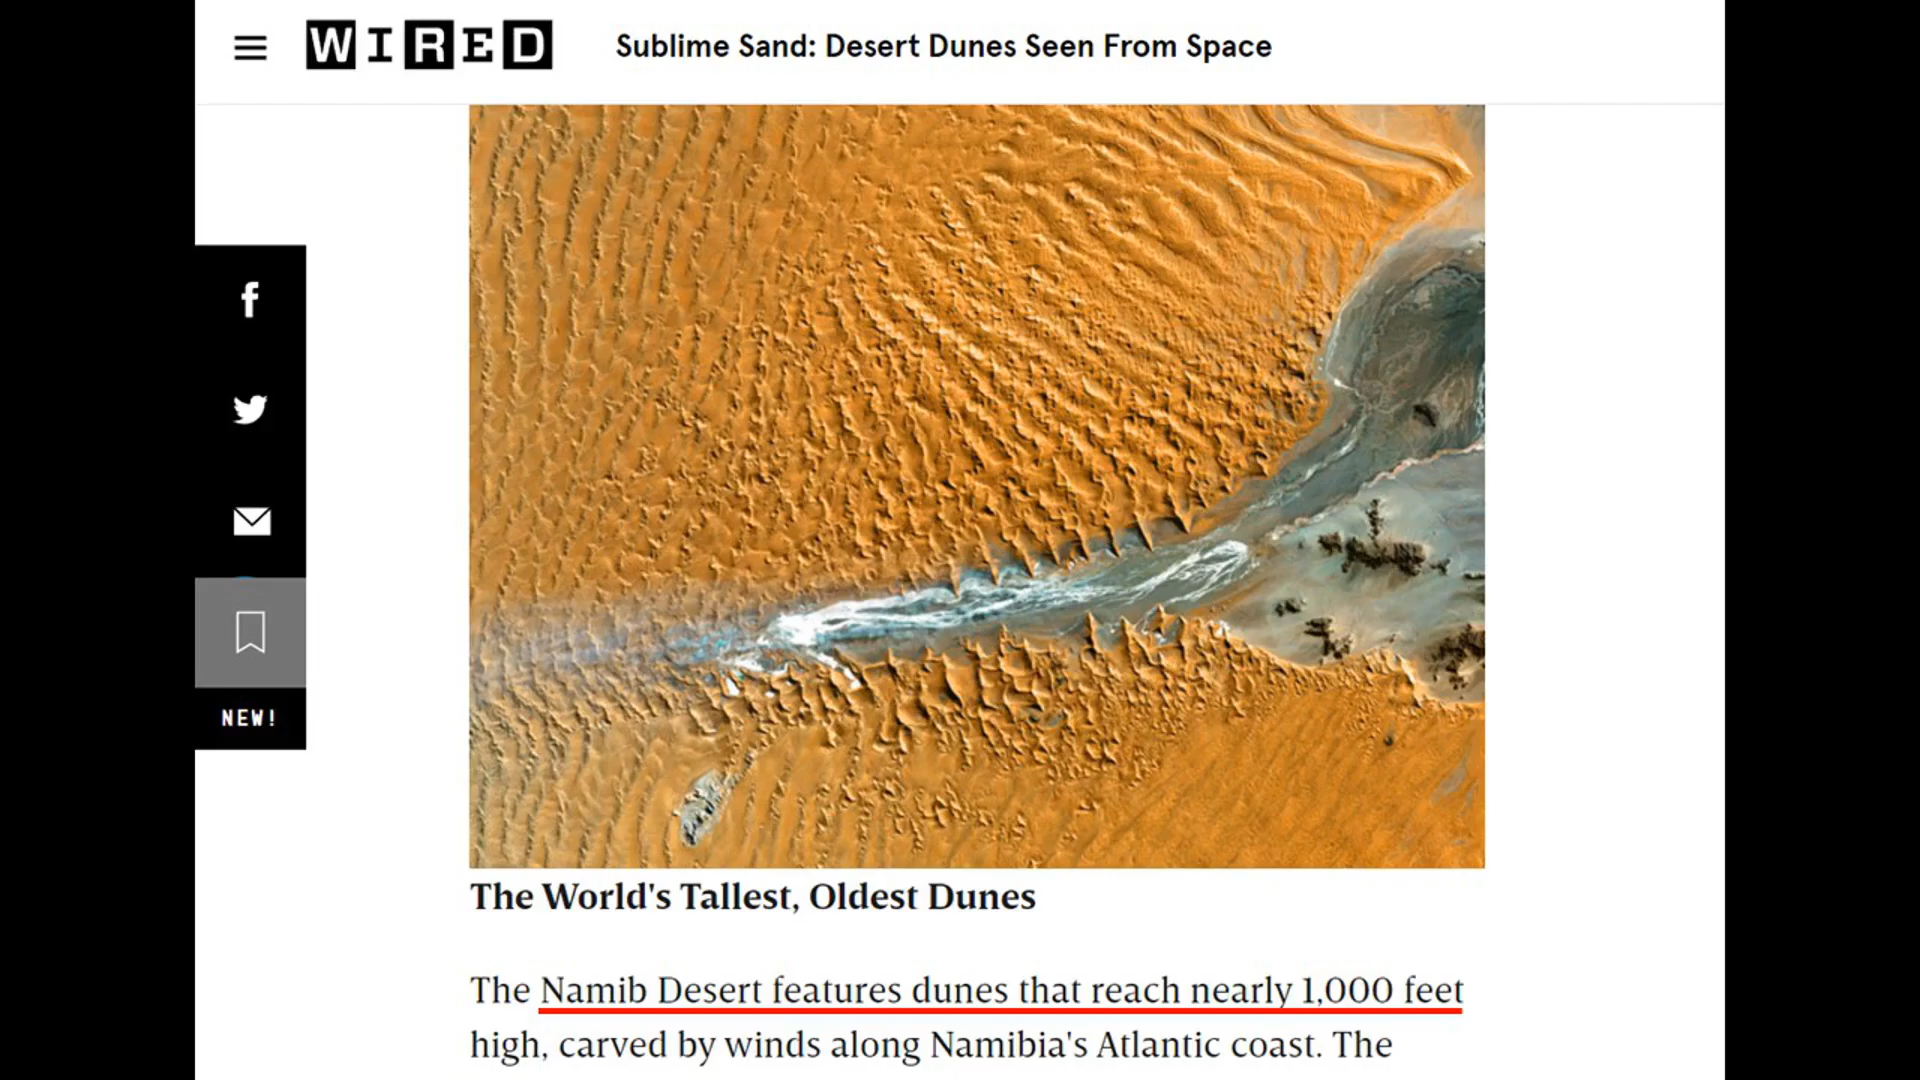 WIRED
Sublime Sand: Desert Dunes Seen From Space
NEW!
The World's Tallest, Oldest Dunes
The Namib Desert features dunes that reach nearly 1,000 feet
high, carved by winds along Namibia's Atlantic coast. The